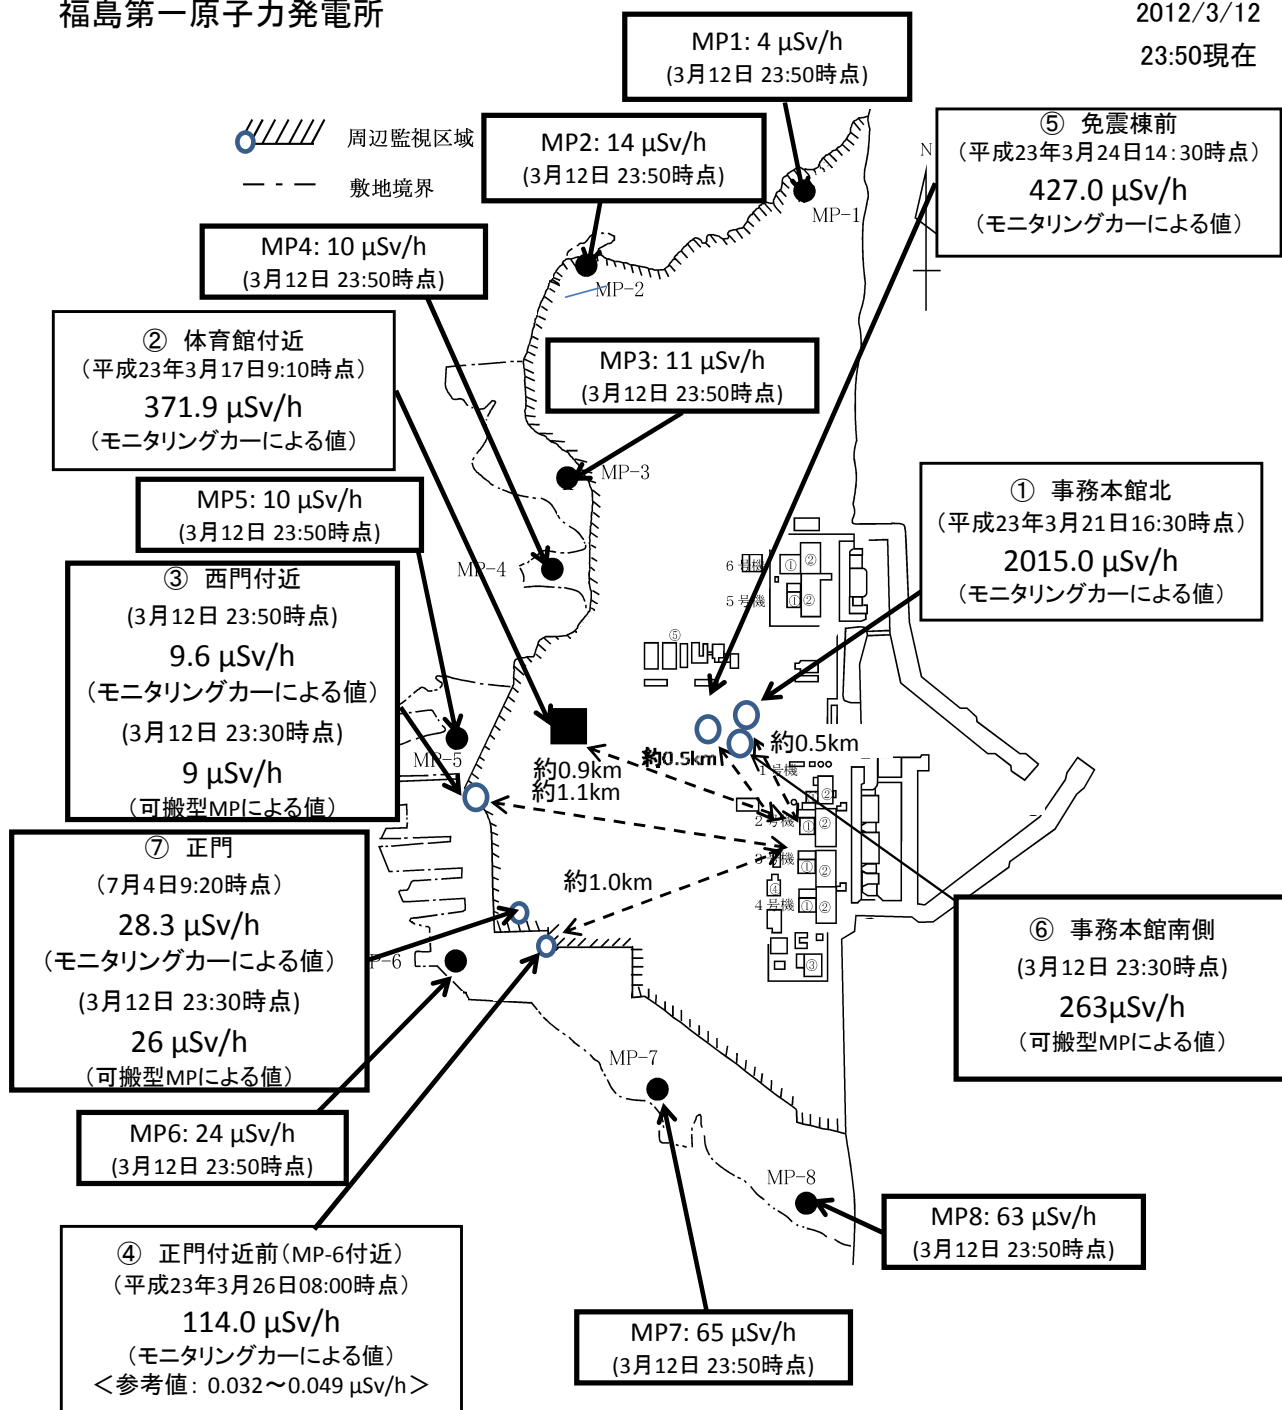 福島第一原子力発電所
2012/3/12
23:50現在
MP1: 4 μSv/h
(3月12日 23:50時点)
周辺監視区域
敷地境界
MP2: 14 μSv/h
(3月12日 23:50時点)
⑤ 免震棟前
(平成23年3月24日14:30時点)
427.0 μSv/h
(モニタリングカーによる値)
N
MP-1
MP4: 10 μSv/h
(3月12日 23:50時点)
MP-2
② 体育館付近
(平成23年3月17日9:10時点)
371.9 μSv/h
(モニタリングカーによる値)
MP3: 11 μSv/h
(3月12日 23:50時点)
MP-3
MP5: 10 μSv/h
(3月12日 23:50時点)
① 事務本館北
(平成23年3月21日16:30時点)
2015.0 μSv/h
(モニタリングカーによる値)
MP-4
6号機
① ②
5号機
① ②
③ 西門付近
(3月12日 23:50時点)
9.6 μSv/h
(モニタリングカーによる値)
(3月12日 23:30時点)
9 μSv/h
(可搬型MPによる値)
⑤
MP-5
約0.9km
約1.1km
約0.5km
約0.5km
1号機
②
2号機
① ②
3号機
① ②
④
4号機
① ②
③
約1.0km
⑦ 正門
(7月4日9:20時点)
28.3 μSv/h
(モニタリングカーによる値)
(3月12日 23:30時点)
26 μSv/h
(可搬型MPによる値)
P-6
⑥ 事務本館南側
(3月12日 23:30時点)
263μSv/h
(可搬型MPによる値)
MP-7
MP6: 24 μSv/h
(3月12日 23:50時点)
MP-8
MP8: 63 μSv/h
(3月12日 23:50時点)
④ 正門付近前(MP-6付近)
(平成23年3月26日08:00時点)
114.0 μSv/h
(モニタリングカーによる値)
<参考値: 0.032~0.049 μSv/h>
MP7: 65 μSv/h
(3月12日 23:50時点)